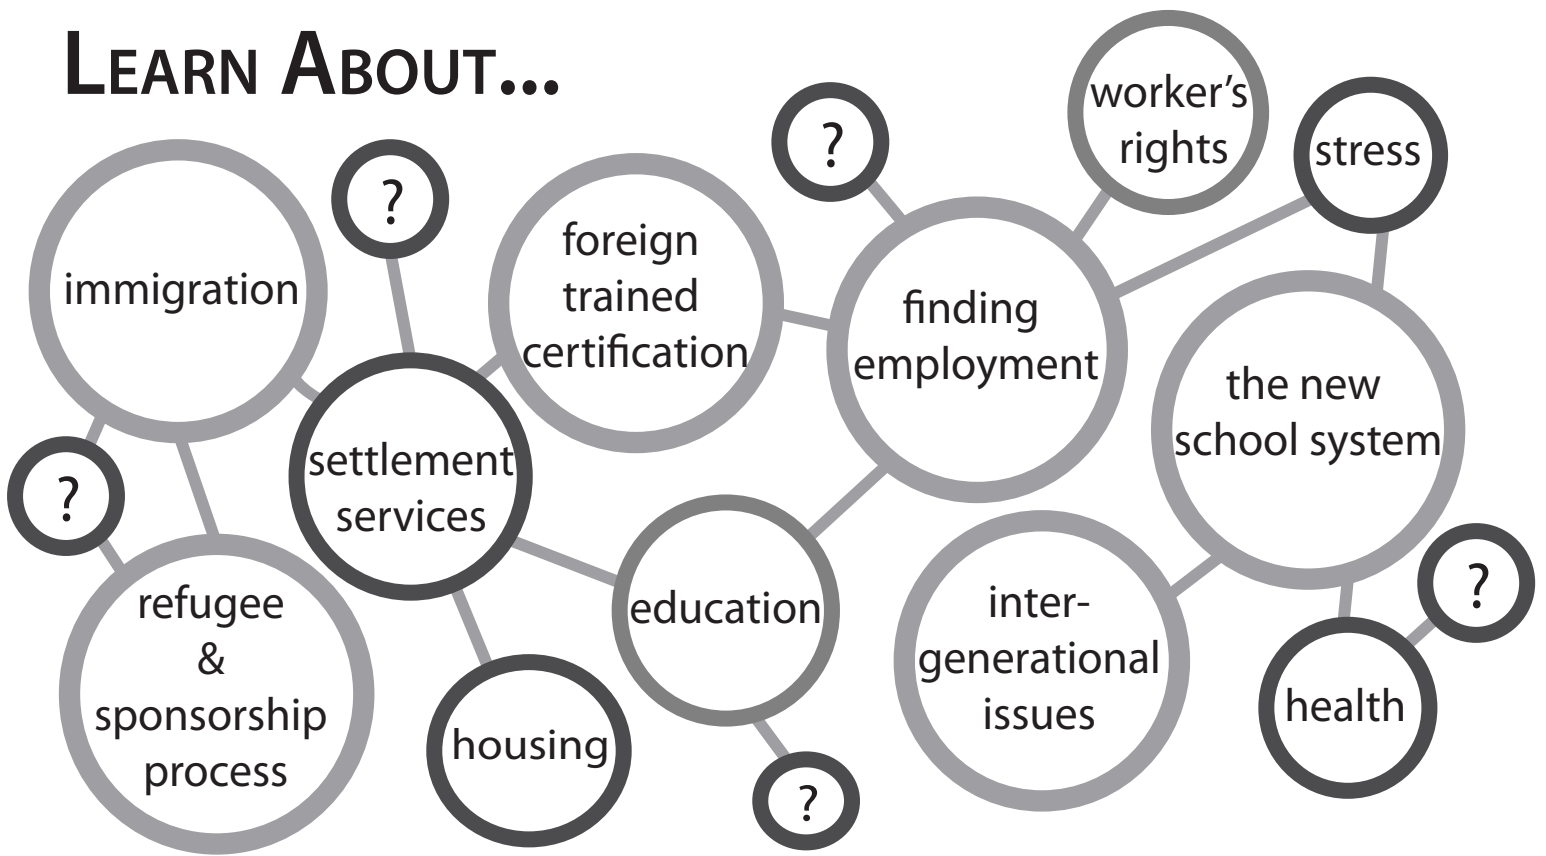 LEARN ABOUT...
immigration
?
foreign
trained
certification
?
worker's
rights
stress
finding
employment
the new
school system
?
settlement
services
refugee
&
sponsorship
process
housing
education
?
inter-
generational
issues
health
?